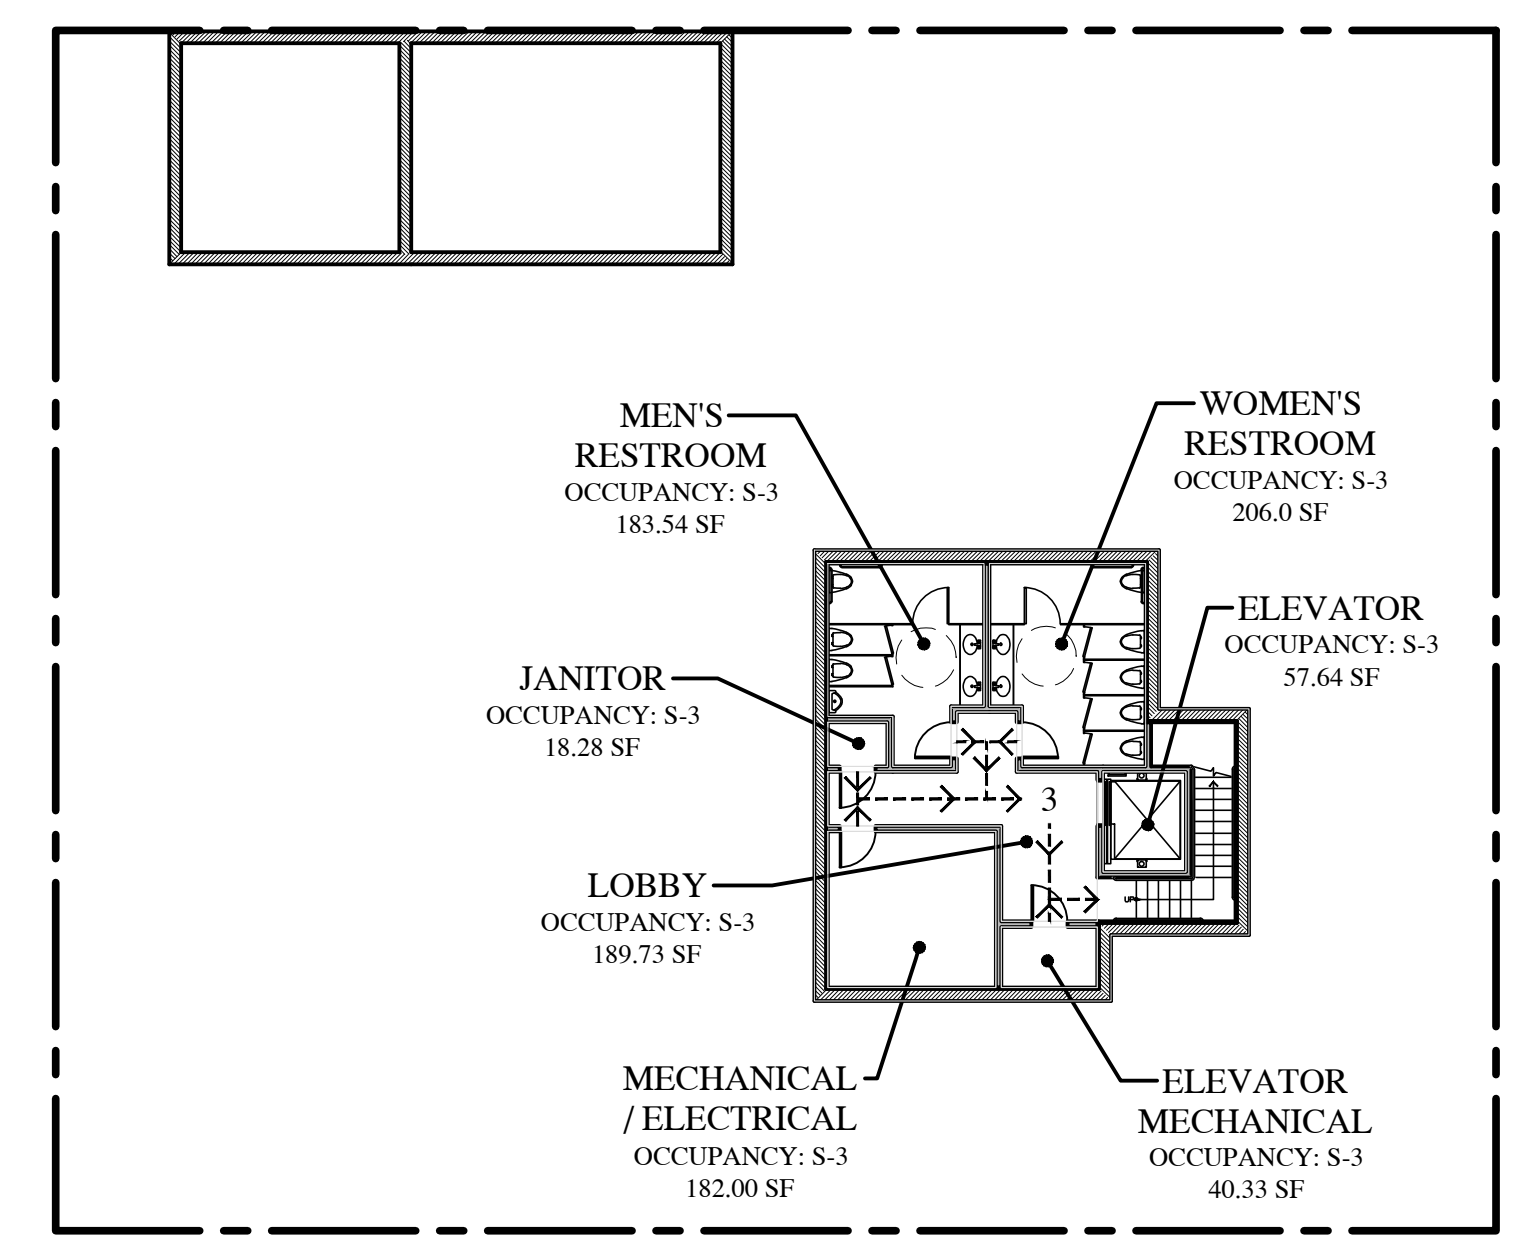 MEN'S
RESTROOM
OCCUPANCY: S-3
183.54 SF
WOMEN'S
RESTROOM
OCCUPANCY: S-3
206.0 SF
ELEVATOR
OCCUPANCY: S-3
57.64 SF
JANITOR
OCCUPANCY: S-3
18.28 SF
3
LOBBY
OCCUPANCY: S-3
189.73 SF
UP
MECHANICAL
/ ELECTRICAL
OCCUPANCY: S-3
182.00 SF
ELEVATOR
MECHANICAL
OCCUPANCY: S-3
40.33 SF